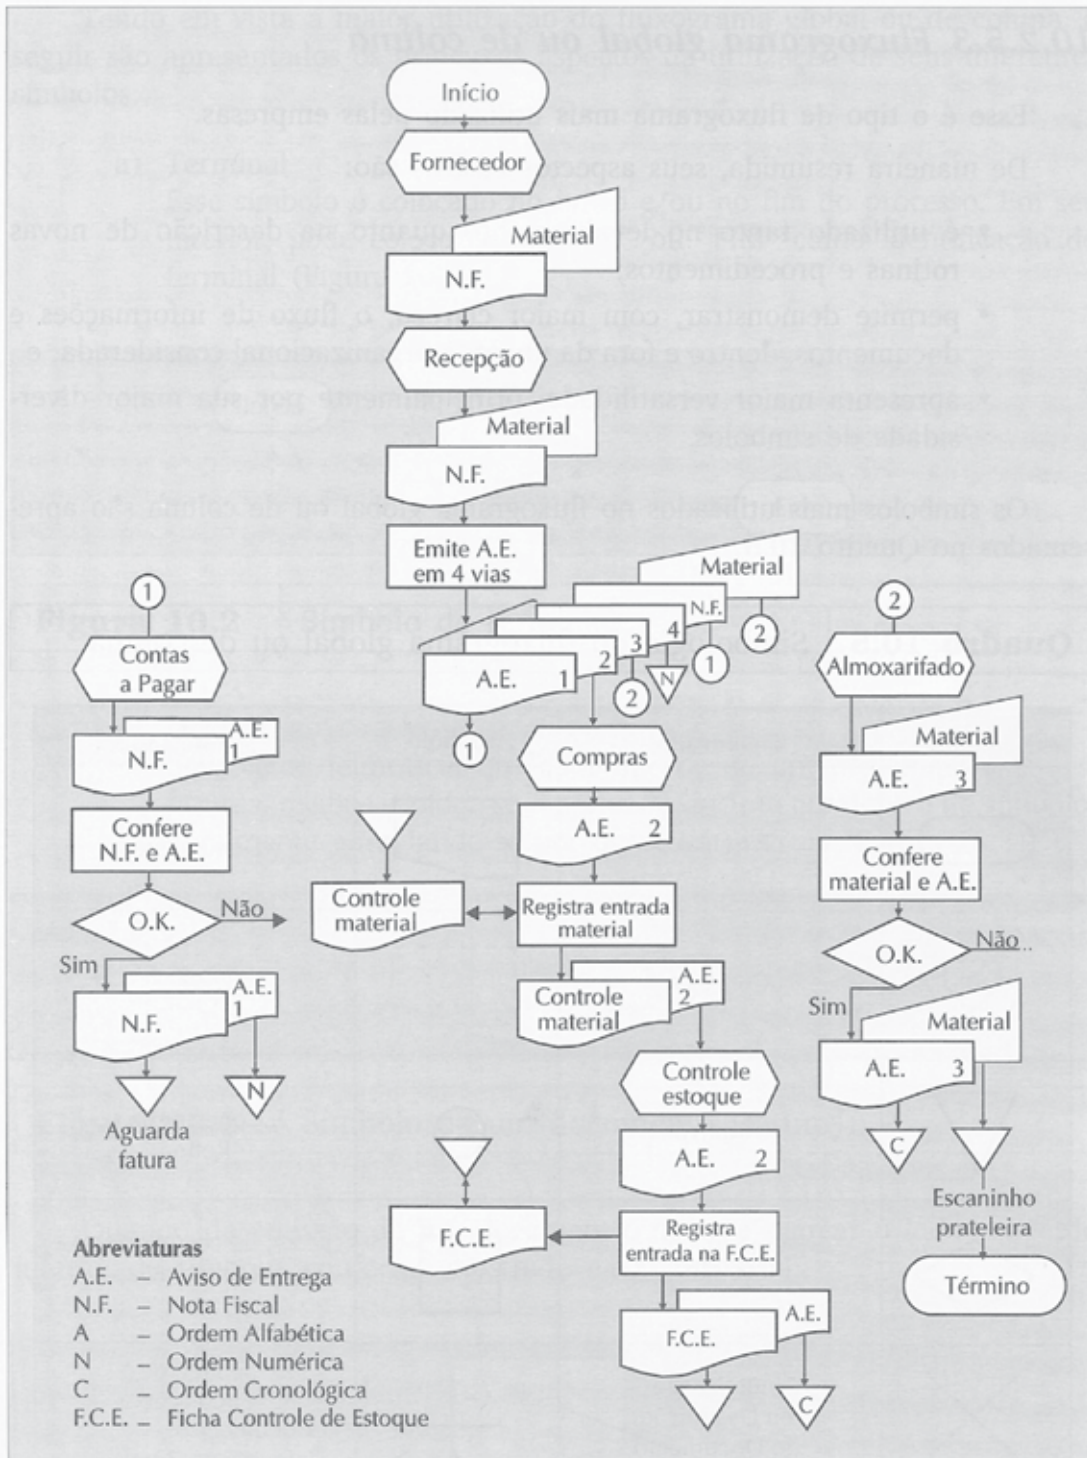 Início
Fornecedor
Material
N.F.
Recepção
Material
N.F.
Emite A.E.
em 4 vias
Material
N.F.
4
3
2
A.E. 1
2
1
N
2
1
1
Contas
a Pagar
A.E.
1
N.F.
Confere
N.F. e A.E.
O.K.
Não
Sim
A.E.
1
N.F.
N
Aguarda
fatura
Compras
A.E. 2
Controle
material
Registra entrada
material
A.E.
2
Controle
material
Controle
estoque
A.E. 2
F.C.E.
Registra
entrada na F.C.E.
A.E.
F.C.E.
C
2
Almoxarifado
Material
A.E. 3
Confere
material e A.E.
O.K.
Não...
Sim
Material
A.E. 3
C
Escaninho
prateleira
Término
Abreviaturas
A.E. – Aviso de Entrega
N.F. – Nota Fiscal
A – Ordem Alfabética
N – Ordem Numérica
C – Ordem Cronológica
F.C.E. – Ficha Controle de Estoque